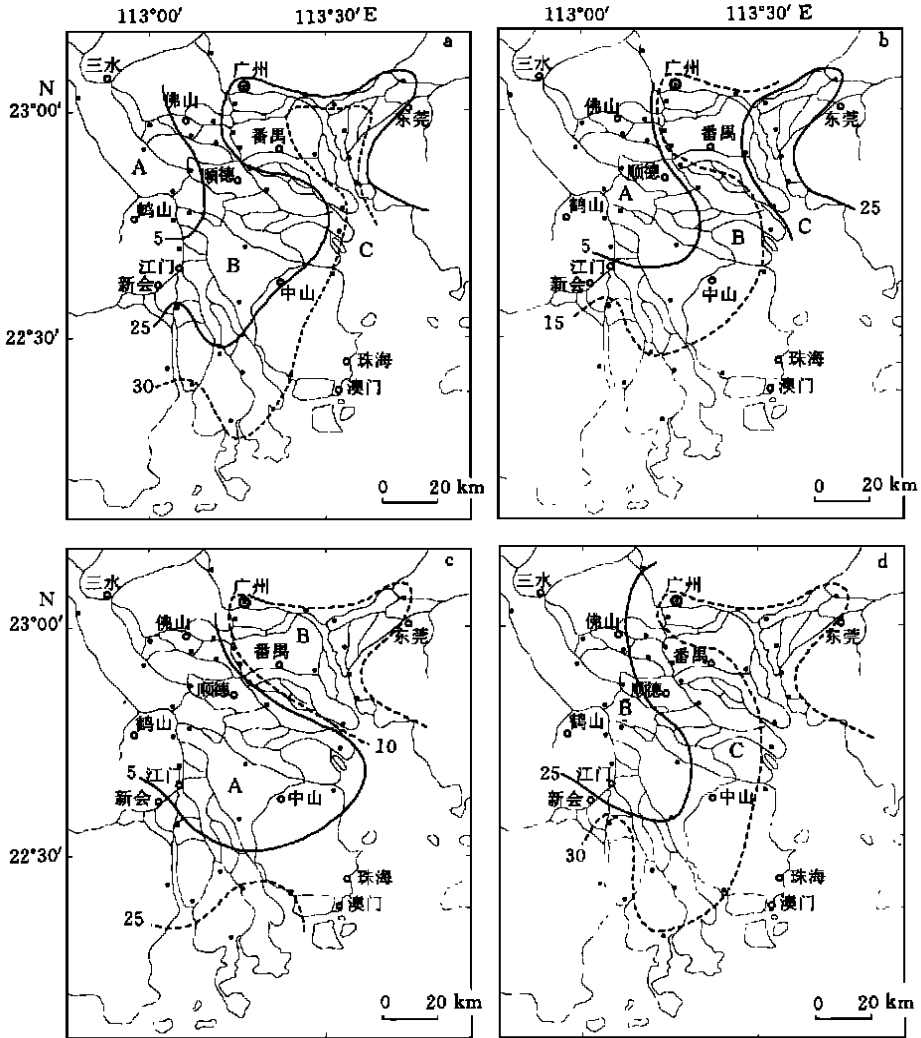 113°00′
113°30′ E
113°00′
113°30′ E
a
三水
广州
N
23°00′
佛山
东莞
番禺
A
顺德
鹤山
5
B
C
江门
新会
中山
25
22°30′
珠海
30
澳门
0 20 km
b
三水
广州
佛山
东莞
番禺
A
顺德
鹤山
25
B
C
5
江门
新会
中山
15
珠海
澳门
0 20 km
c
三水
广州
N
23°00′
佛山
B
东莞
番禺
顺德
鹤山
10
5
江门
A
新会
中山
22°30′
珠海
25
澳门
0 20 km
d
三水
广州
佛山
东莞
番禺
顺德
B
鹤山
C
25
江门
新会
中山
30
珠海
澳门
0 20 km